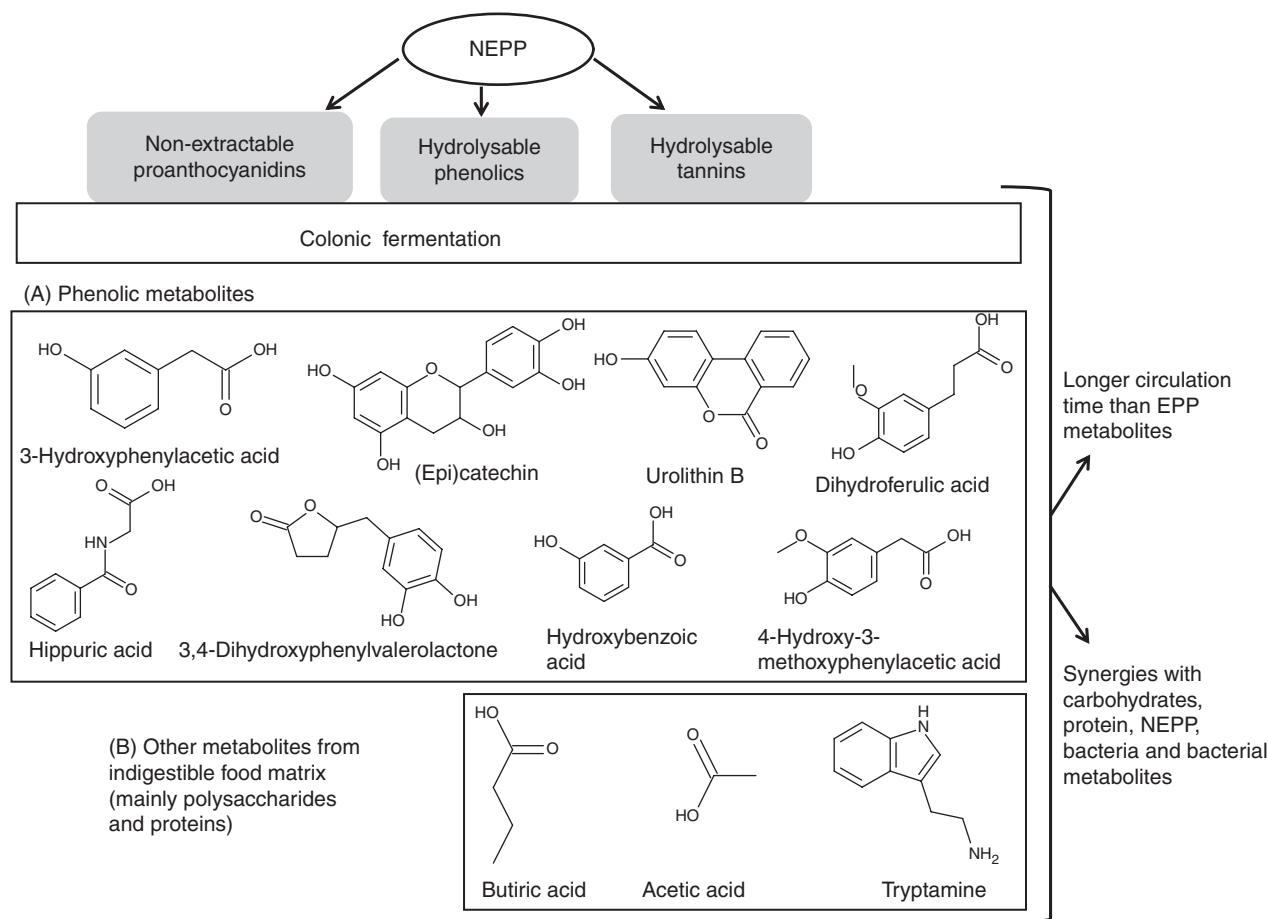 NEPP
Non-extractable
proanthocyanidins
Hydrolysable
phenolics
Hydrolysable
tannins
Colonic fermentation
(A) Phenolic metabolites
HO
OH
O
3-Hydroxyphenylacetic acid
HO
O
OH
OH
OH
OH
(Epi)catechin
HO
O
O
Urolithin B
OH
O
O
HO
Dihydroferulic acid
O
OH
HN
O
Hippuric acid
O
O
HO
OH
3,4-Dihydroxyphenylvalerolactone
OH
HO
O
Hydroxybenzoic
acid
O
OH
O
HO
4-Hydroxy-3-
methoxyphenylacetic acid
(B) Other metabolites from
indigestible food matrix
(mainly polysaccharides
and proteins)
HO
O
Butiric acid
O
HO
Acetic acid
H
N
NH2
Tryptamine
Longer circulation
time than EPP
metabolites
Synergies with
carbohydrates,
protein, NEPP,
bacteria and bacterial
metabolites